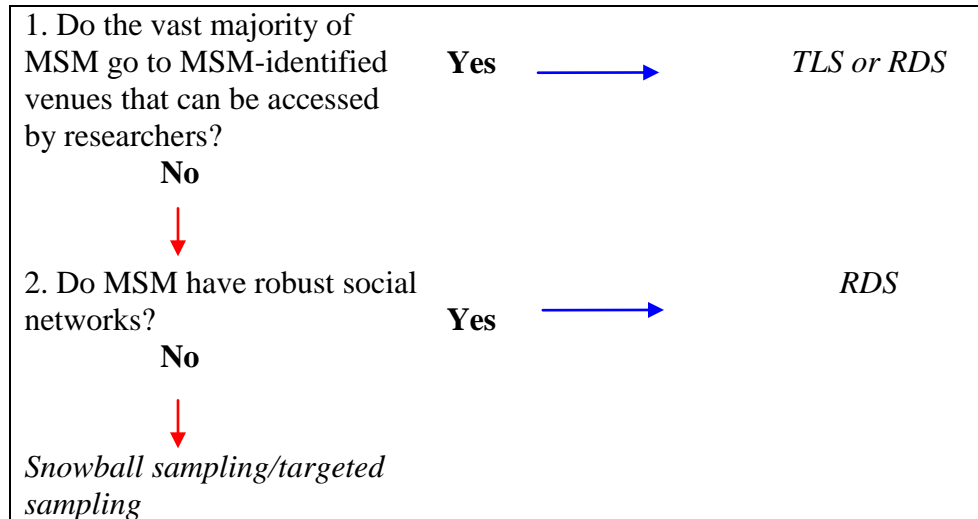 1. Do the vast majority of
MSM go to MSM-identified
venues that can be accessed
by researchers?
Yes
TLS or RDS
No
2. Do MSM have robust social
networks?
Yes
RDS
No
Snowball sampling/targeted
sampling